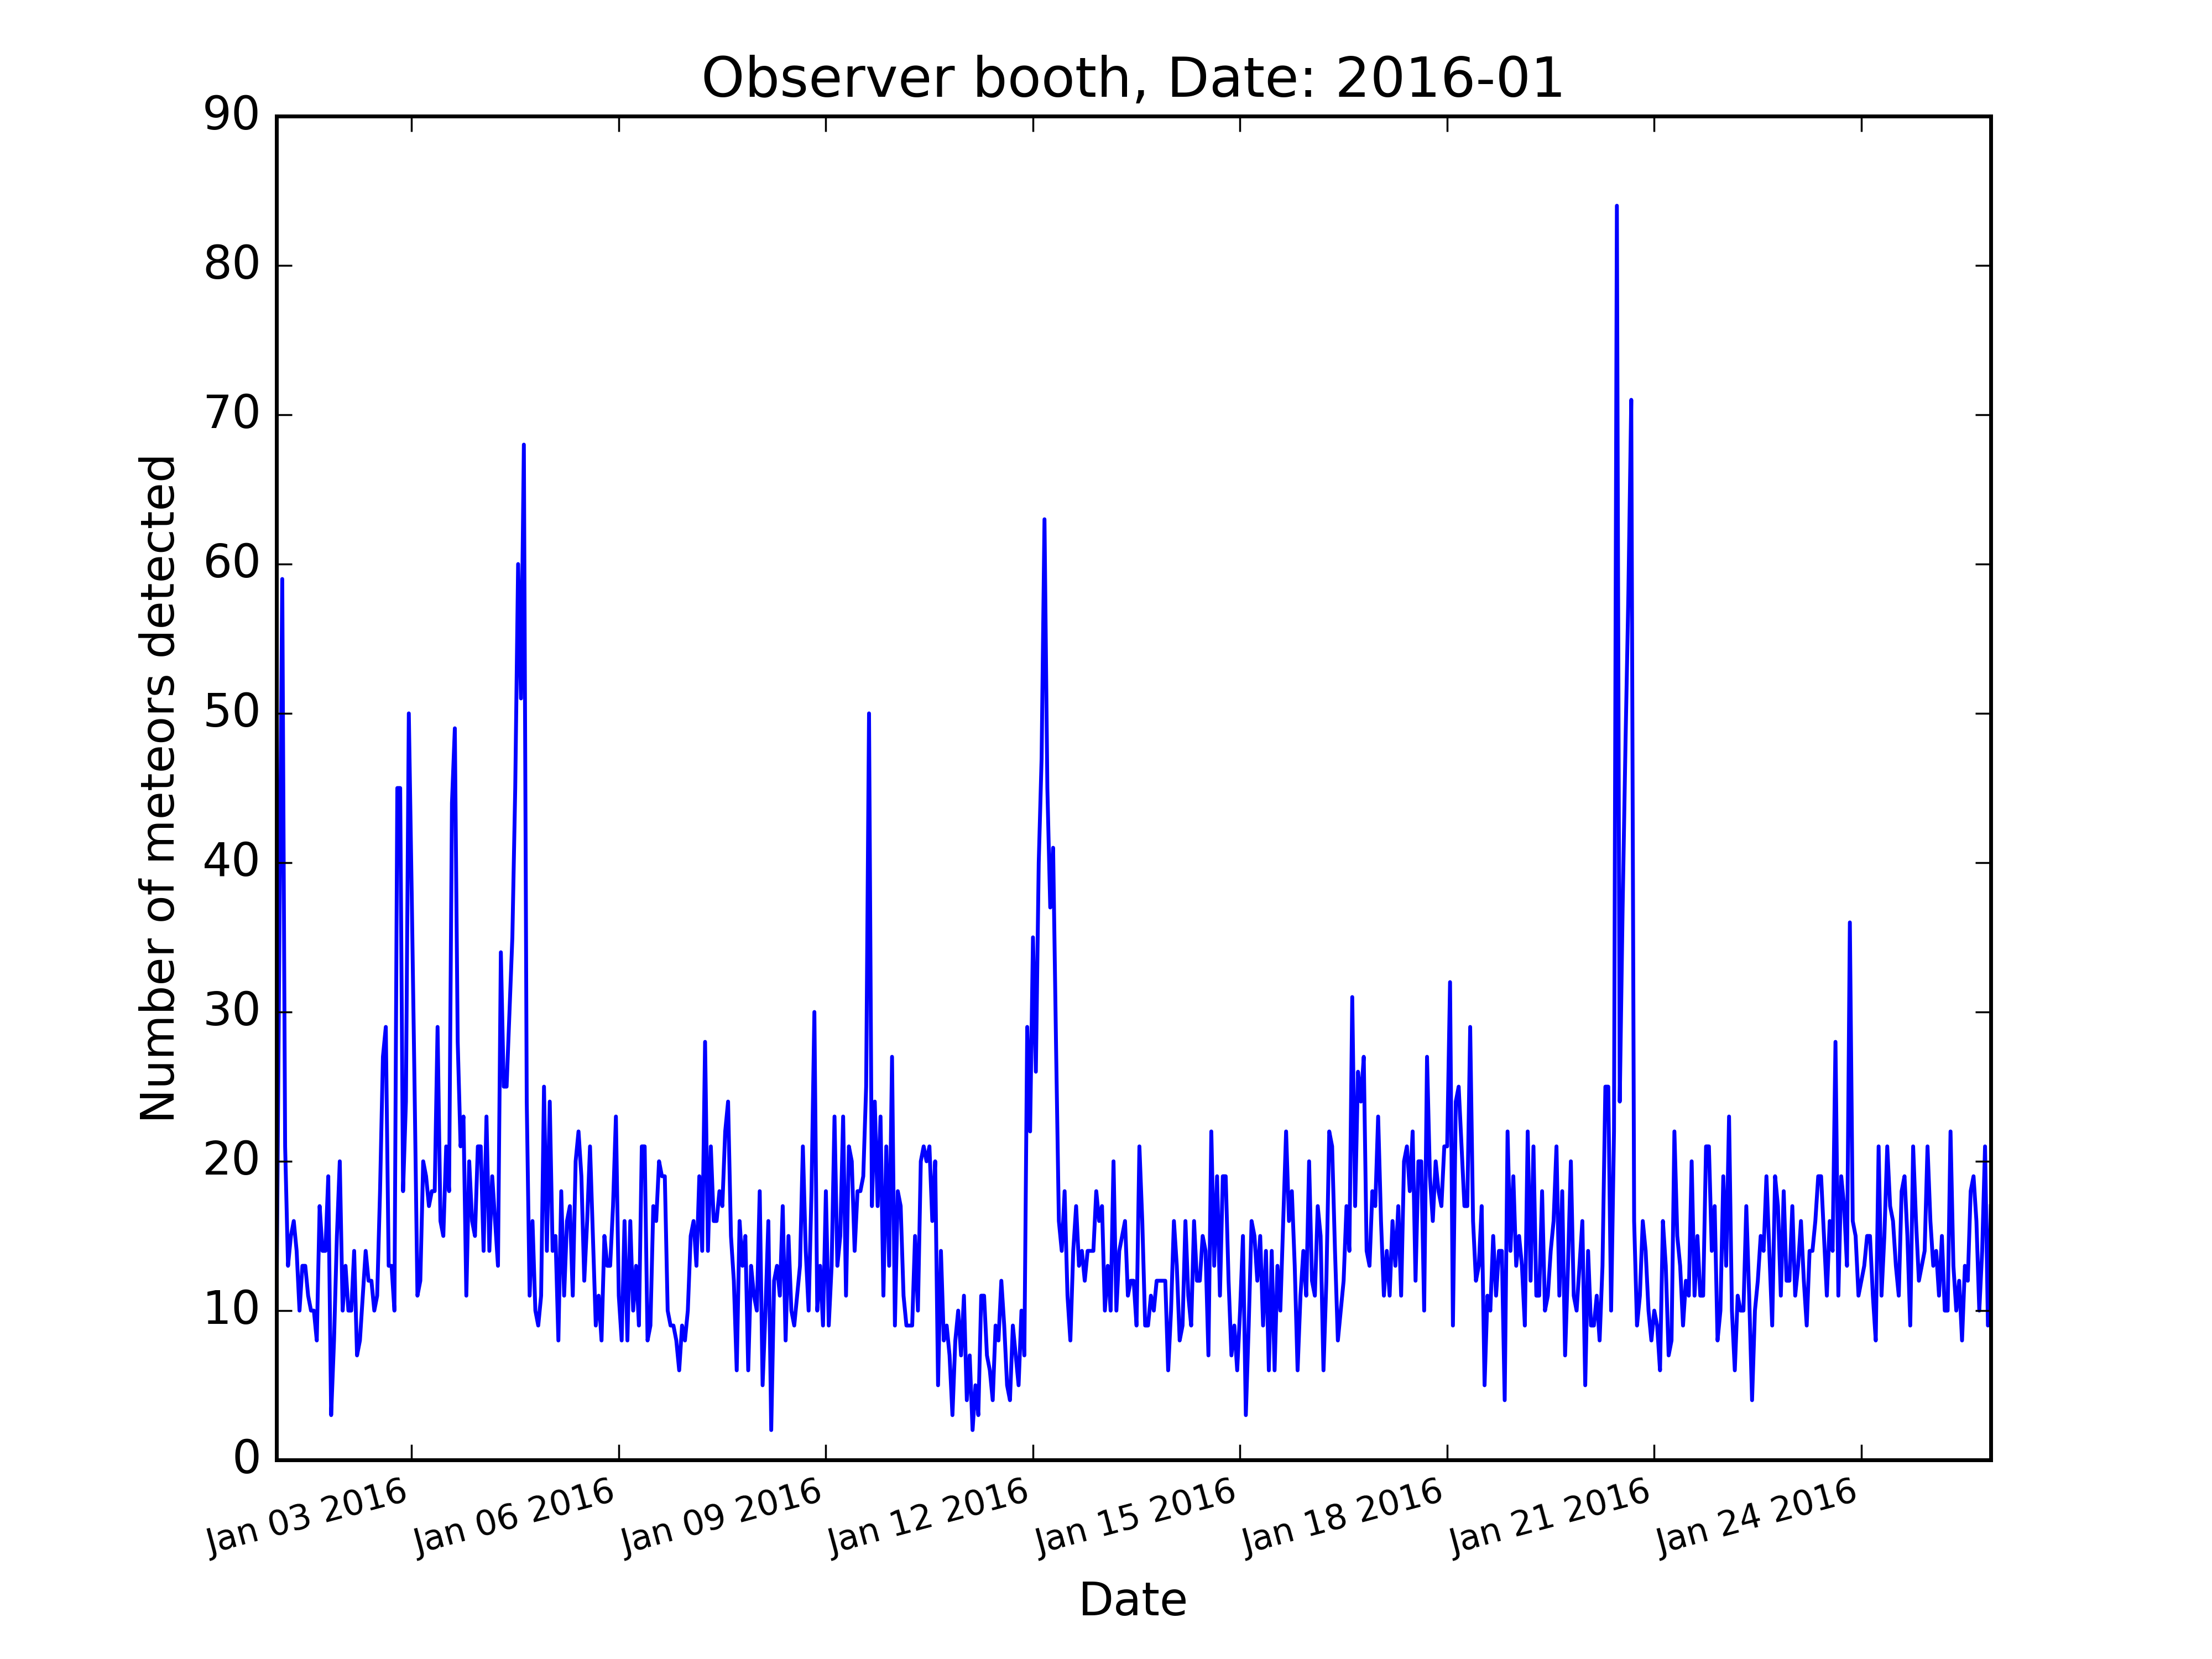 Observer booth, Date: 2016-01
90
80
70
60
50
40
30
20
10
0
Number of meteors detected
Jan 03 2016
Jan 06 2016
Jan 09 2016
Jan 12 2016
Jan 15 2016
Jan 18 2016
Jan 21 2016
Jan 24 2016
Date